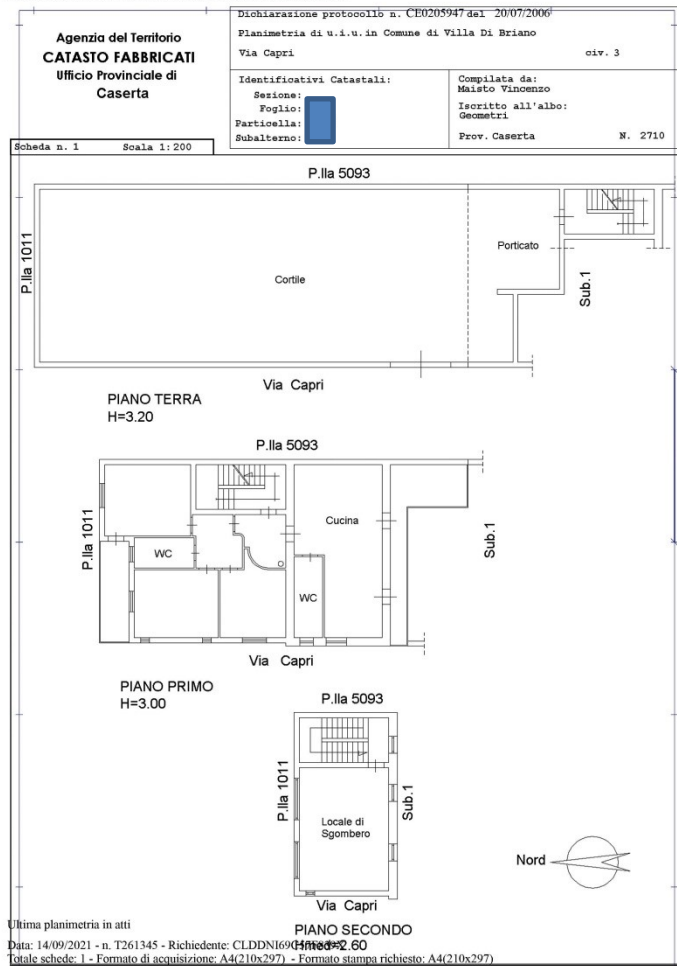 Agenzia del Territorio
CATASTO FABBRICATI
Ufficio Provinciale di
Caserta
Dichiarazione protocollo n. CE0205947 del 20/07/2006
Planimetria di u.i.u. in Comune di Villa Di Briano
Via Capri civ. 3
Identificativi Catastali:
Sezione:
Foglio:
Particella:
Subalterno:
Compilata da:
Maisto Vincenzo
Iscritto all'albo:
Geometri
Prov. Caserta N. 2710
Scheda n. 1 Scala 1:200
P.lla 5093
P.lla 1011
Cortile
Porticato
Sub.1
Via Capri
PIANO TERRA
H=3.20
P.lla 5093
P.lla 1011
WC
Cucina
WC
Sub.1
Via Capri
PIANO PRIMO
H=3.00
P.lla 5093
P.lla 1011
Locale di
Sgombero
Sub.1
Nord
Via Capri
PIANO SECONDO
Hmed=2.60
Ultima planimetria in atti
Data: 14/09/2021 - n. T261345 - Richiedente:
Totale schede: 1 - Formato di acquisizione: A4(210x297) - Formato stampa richiesto: A4(210x297)